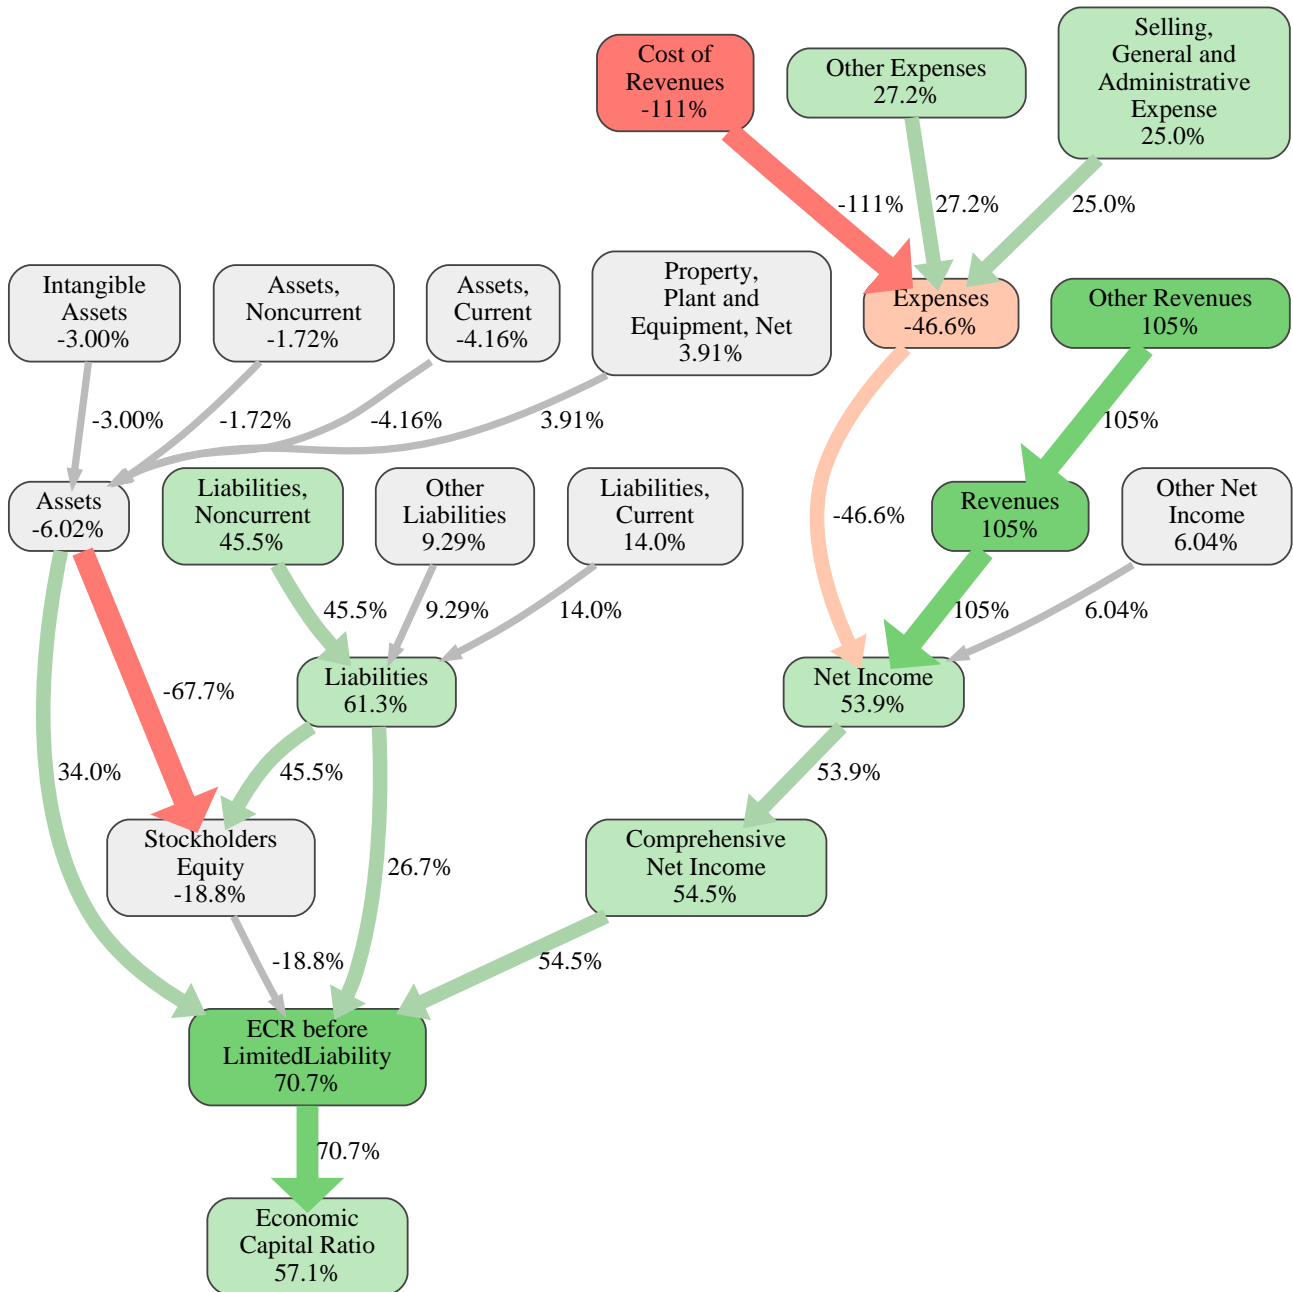 Cost of
Revenues
-111%
Other Expenses
27.2%
Selling,
General and
Administrative
Expense
25.0%
-111%
27.2%
25.0%
Intangible
Assets
-3.00%
Assets,
Noncurrent
-1.72%
Assets,
Current
-4.16%
Property,
Plant and
Equipment, Net
3.91%
Expenses
-46.6%
Other Revenues
105%
-3.00%
-1.72%
-4.16%
3.91%
105%
Assets
-6.02%
Liabilities,
Noncurrent
45.5%
Other
Liabilities
9.29%
Liabilities,
Current
14.0%
-46.6%
Revenues
105%
Other Net
Income
6.04%
45.5%
9.29%
14.0%
105%
6.04%
-67.7%
Liabilities
61.3%
Net Income
53.9%
34.0%
45.5%
53.9%
Stockholders
Equity
-18.8%
26.7%
Comprehensive
Net Income
54.5%
-18.8%
54.5%
ECR before
LimitedLiability
70.7%
70.7%
Economic
Capital Ratio
57.1%